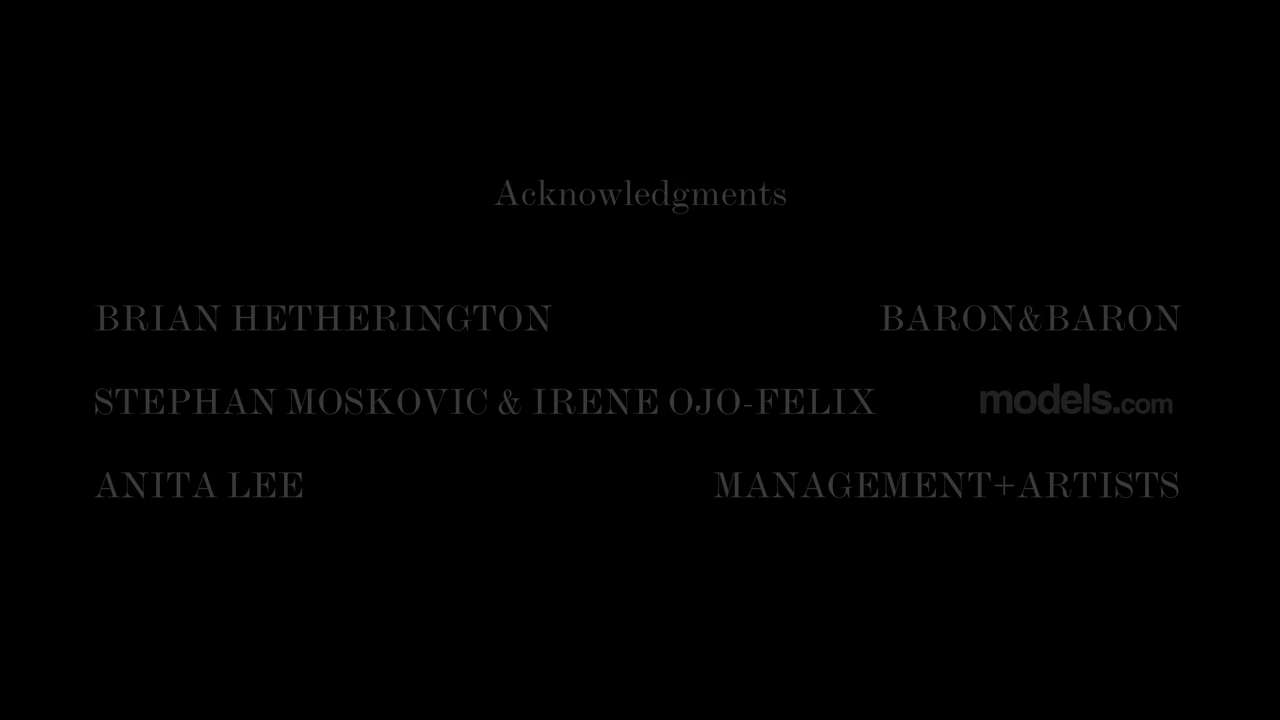 Acknowledgments
BRIAN HETHERINGTON BARON&BARON
STEPHAN MOSKOVIC & IRENE OJO-FELIX models.com
ANITA LEE MANAGEMENT+ARTISTS